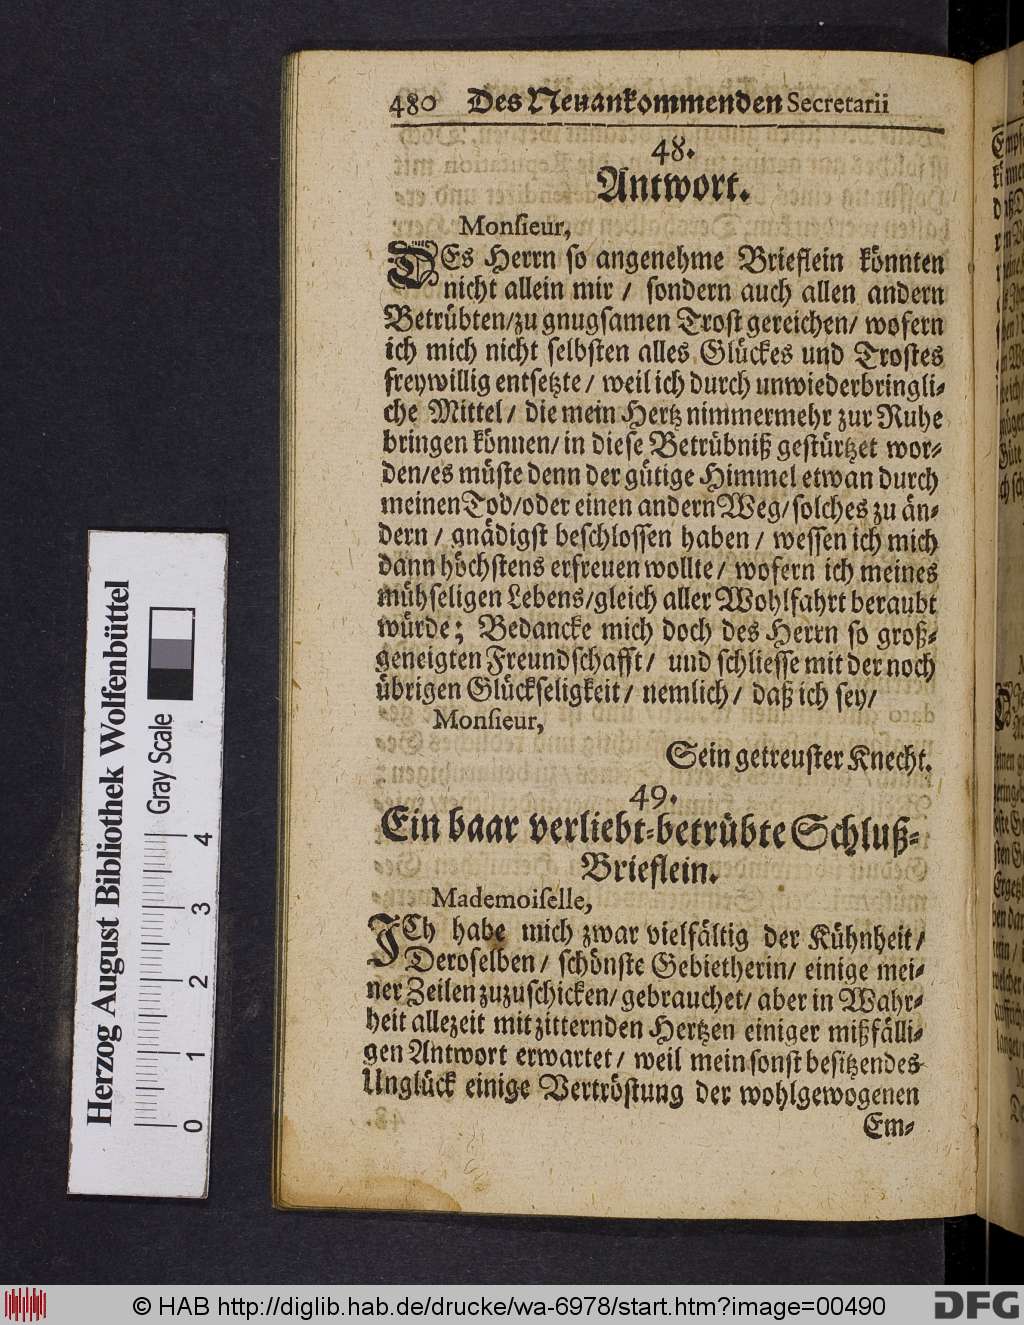 480 Des Neuankommenden Secretarii
48.
Antwort.
Monſieur,
DEs Herrn ſo angenehme Brieflein könnten
nicht allein mir / ſondern auch allen andern
Betrübten/zu gnugſamen Troſt gereichen/ wofern
ich mich nicht ſelbſten alles Glückes und Troſtes
freywillig entſetzte / weil ich durch unwiederbringli-
che Mittel / die mein Hertz nimmermehr zur Ruhe
bringen können/ in dieſe Betrübniß geſtürtzet wor-
den/es müſte denn der gütige Himmel etwan durch
meinen Tod/oder einen andern Weg/ ſolches zu än-
dern / gnädigſt beſchloſſen haben / weſſen ich mich
dann höchſtens erfreuen wollte / wofern ich meines
mühſeligen Lebens/gleich aller Wohlfahrt beraubt
würde; Bedancke mich doch des Herrn ſo groß-
geneigten Freundſchafft / und ſchlieſſe mit der noch
übrigen Glückſeligkeit / nemlich / daß ich ſey/
Monſieur,
Sein getreuſter Knecht.
49.
Ein baar verliebt-betrübte Schluß-
Brieflein.
Mademoiſelle,
ICh habe mich zwar vielfältig der Kühnheit /
Deroſelben / ſchönſte Gebietherin/ einige mei-
ner Zeilen zuzuſchicken/ gebrauchet/ aber in Wahr-
heit allezeit mit zitternden Hertzen einiger mißfälli-
gen Antwort erwartet / weil mein ſonſt beſitzendes
Unglück einige Vertröſtung der wohlgewogenen
Em-
Herzog August Bibliothek Wolfenbüttel
Gray Scale
0 1 2 3 4
© HAB http://diglib.hab.de/drucke/wa-6978/start.htm?image=00490
DFG